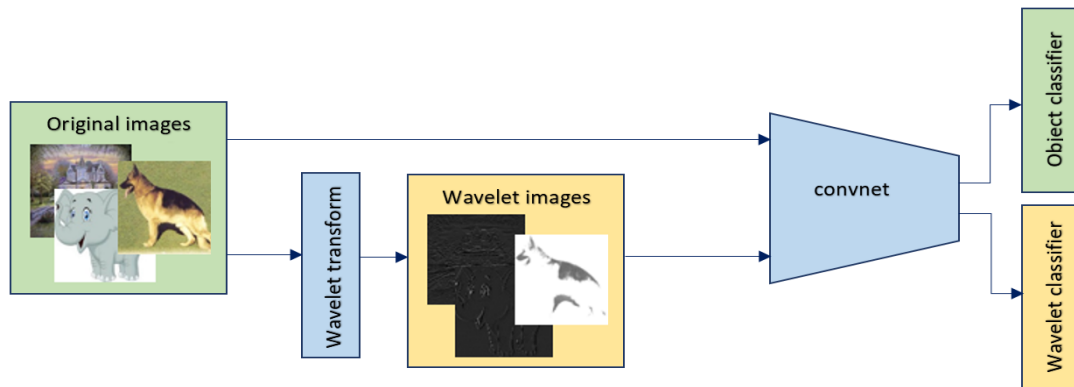 Original images
Wavelet transform
Wavelet images
convnet
Object classifier
Wavelet classifier